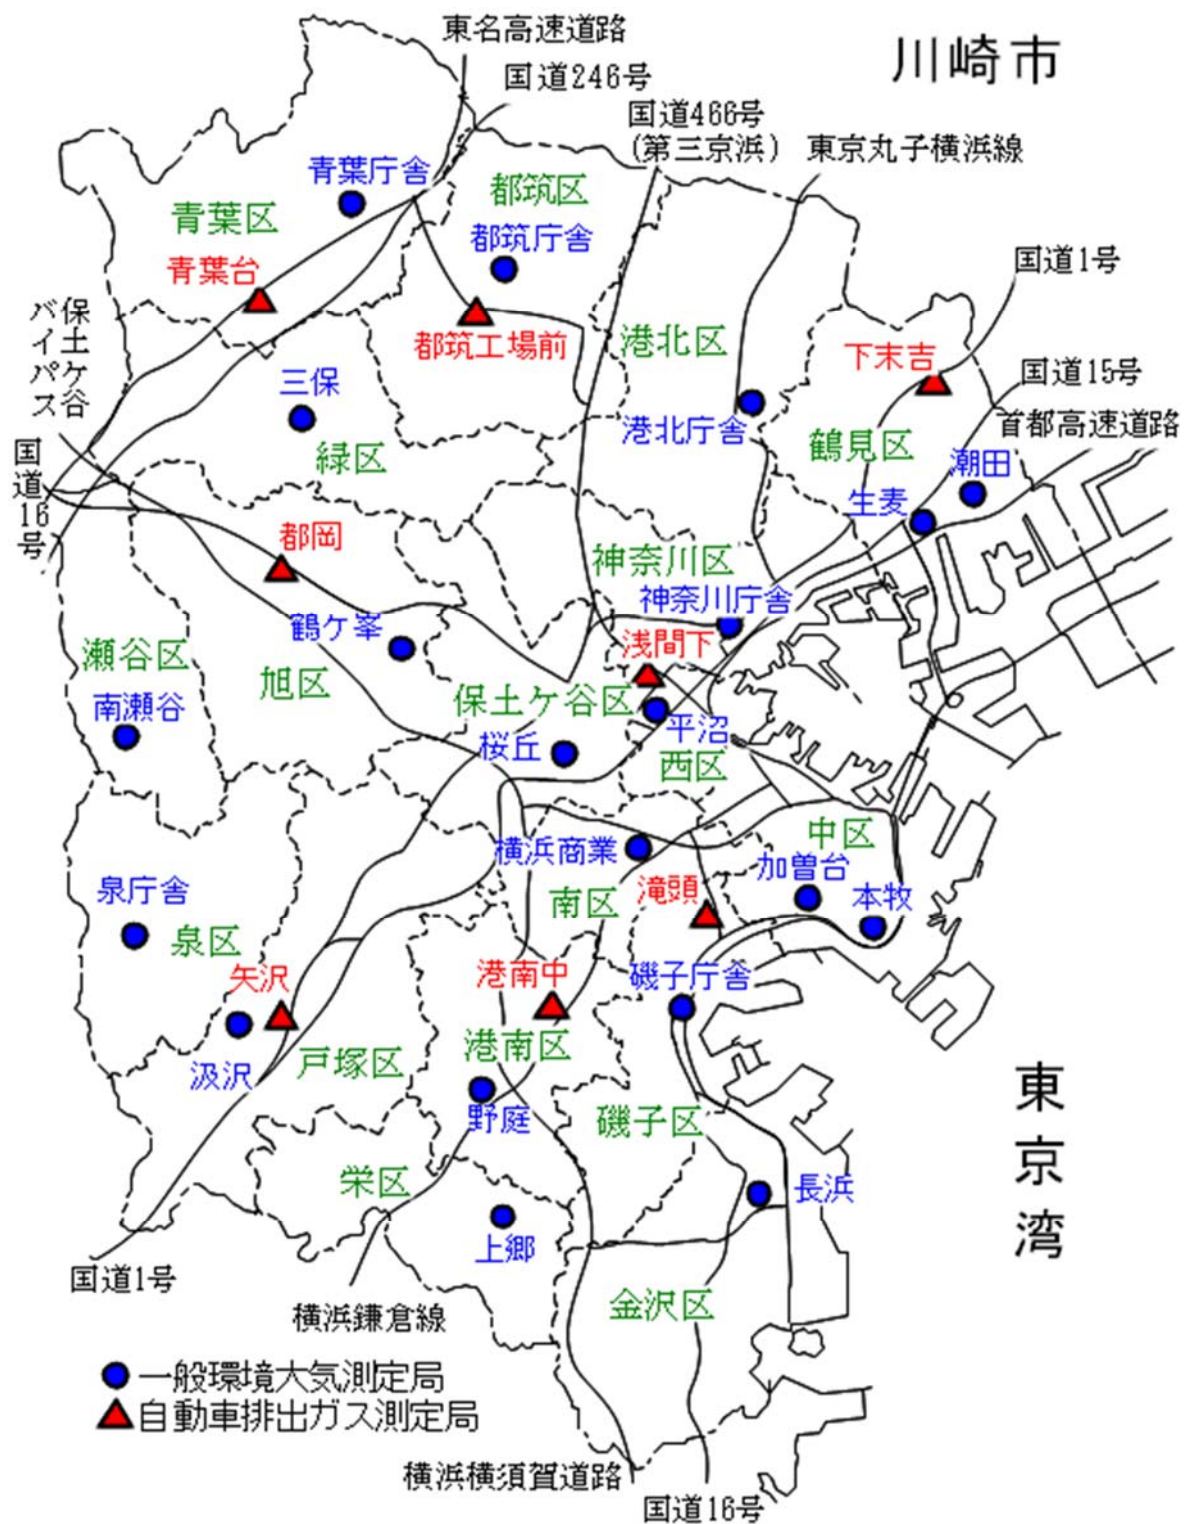 東名高速道路
川崎市
国道246号
国道466号
(第三京浜)
東京丸子横浜線
青葉庁舎
都筑区
青葉区
都筑庁舎
国道1号
青葉台
保土ケ谷
バイパス
港北区
都筑工場前
下末吉
国道15号
三保
首都高速道路
港北庁舎
鶴見区
緑区
潮田
国道16号
生麦
都岡
神奈川区
神奈川庁舎
鶴ケ峯
浅間下
瀬谷区
旭区
保土ケ谷区
南瀬谷
平沼
桜丘
西区
中区
横浜商業
加曽台
泉庁舎
滝頭
本牧
南区
泉区
矢沢
港南中
磯子庁舎
港南区
戸塚区
汲沢
東京湾
野庭
磯子区
栄区
長浜
上郷
国道1号
金沢区
横浜鎌倉線
一般環境大気測定局
自動車排出ガス測定局
横浜横須賀道路
国道16号